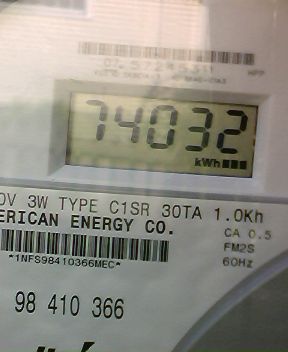 74032
kWh
0V 3W TYPE C1SR 30TA 1.0Kh
ERICAN ENERGY CO.
CA 0.5
FM2S
60Hz
*1NFS98410366MEC*
98 410 366